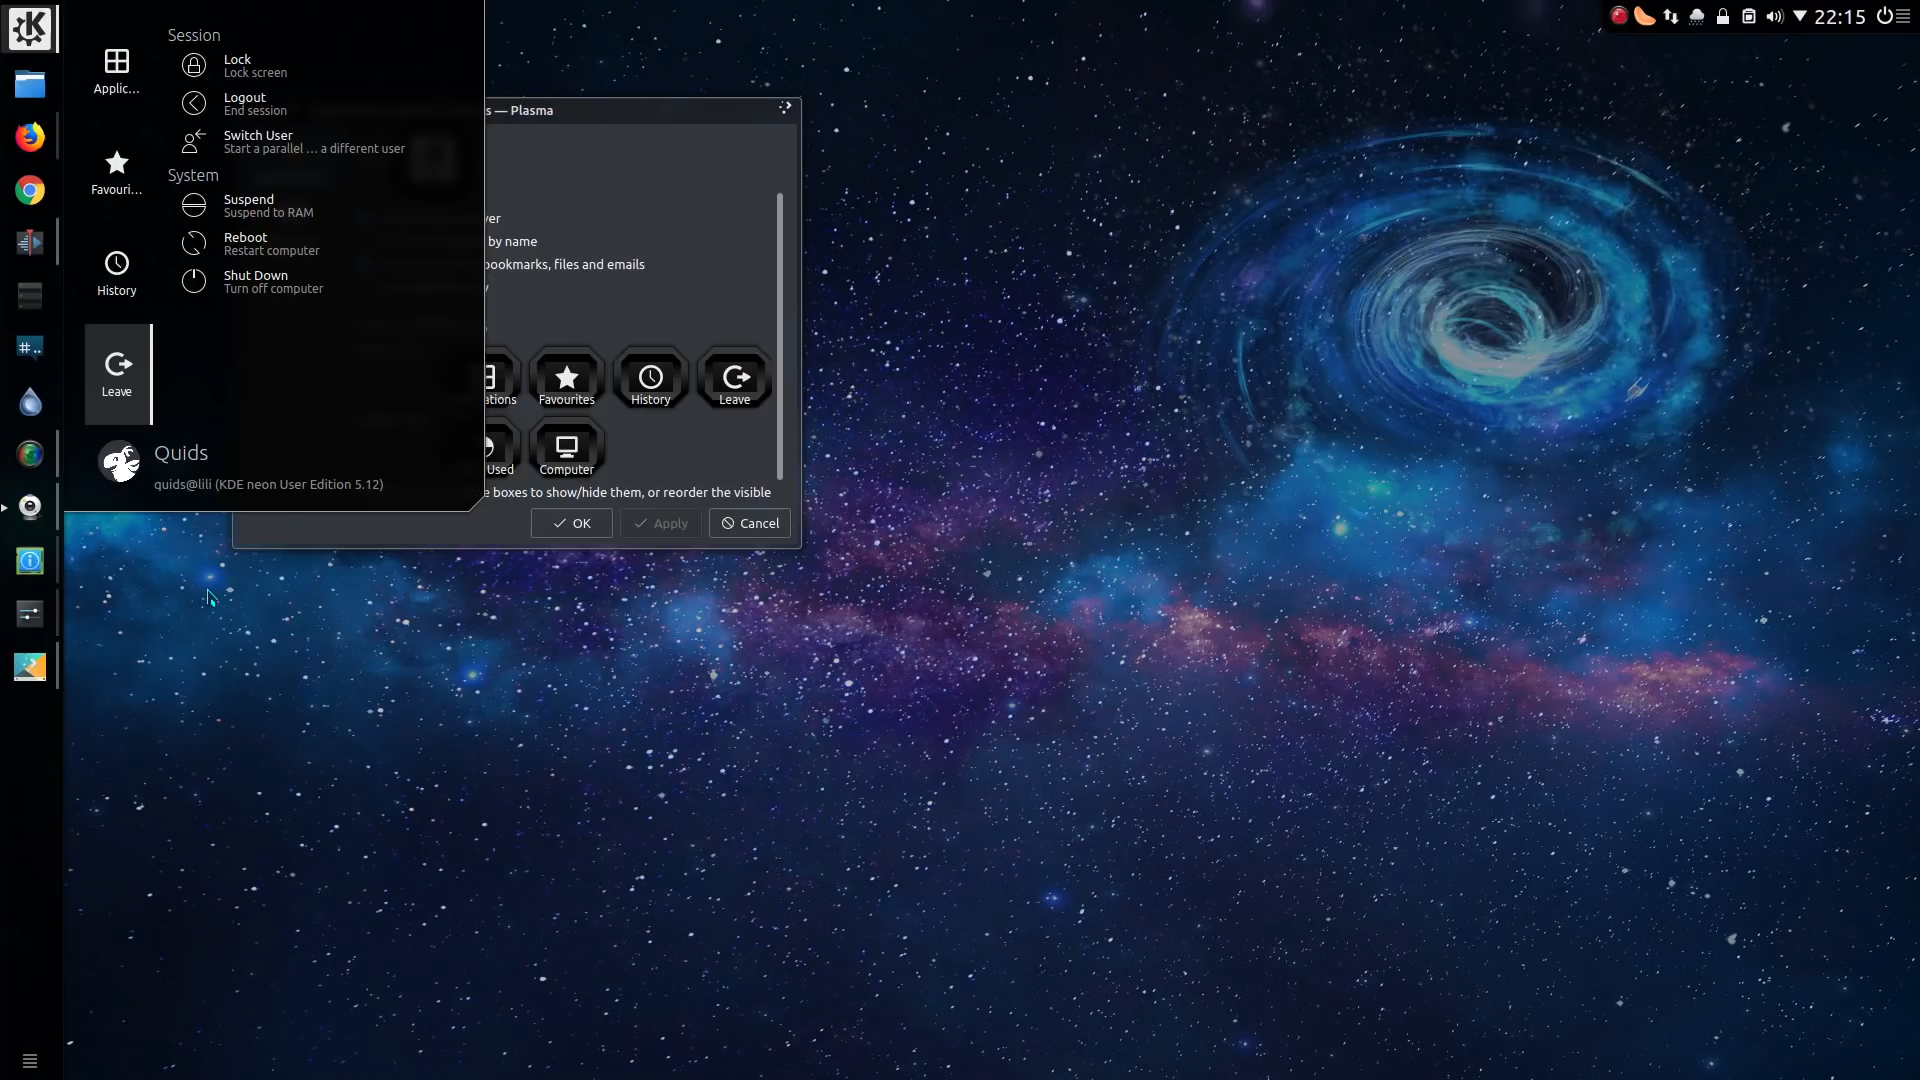 Session
Lock
Lock screen
Logout
End session
Switch User
Start a parallel ... a different user
System
Suspend
Suspend to RAM
Reboot
Restart computer
Shut Down
Turn off computer
Applic...
Favouri...
History
Leave
Quids
quids@lili (KDE neon User Edition 5.12)
s — Plasma
ver
by name
bookmarks, files and emails
y
ations
Favourites
History
Leave
Used
Computer
e boxes to show/hide them, or reorder the visible
OK
Apply
Cancel
22:15